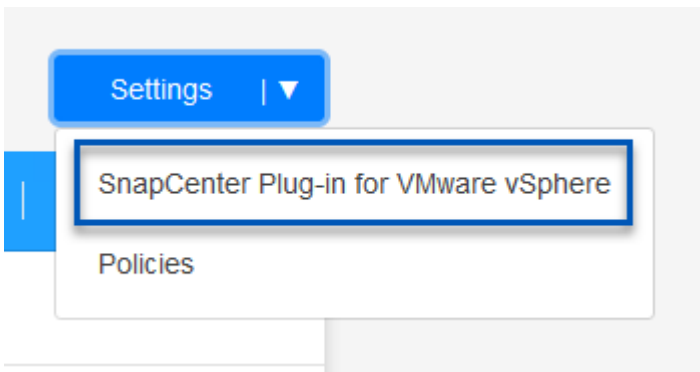 Settings | ▼
SnapCenter Plug-in for VMware vSphere
Policies